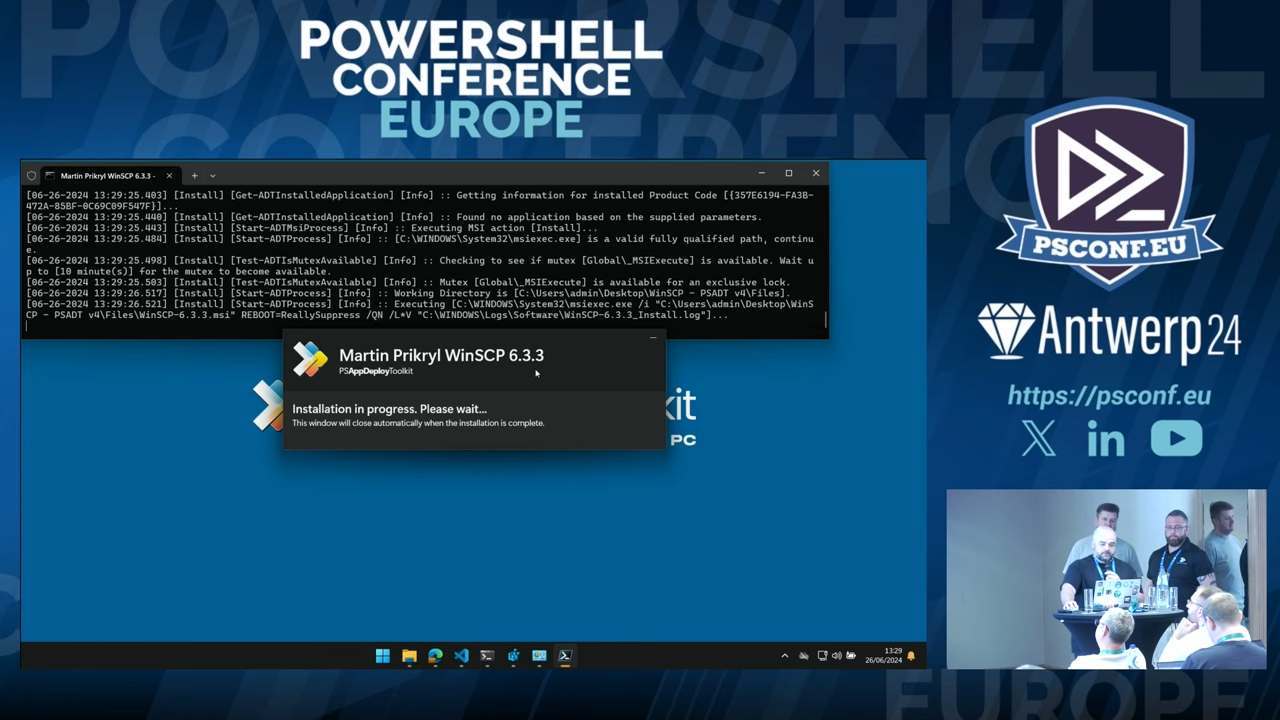 POWERSHELL
CONFERENCE
EUROPE
Martin Prikryl WinSCP 6.3.3 -
[06-26-2024 13:29:25.403] [Install] [Get-ADTInstalledApplication] [Info] :: Getting information for installed Product Code [{357E6194-FA3B-
472A-85BF-0C69C09F547F}]...
[06-26-2024 13:29:25.440] [Install] [Get-ADTInstalledApplication] [Info] :: Found no application based on the supplied parameters.
[06-26-2024 13:29:25.443] [Install] [Start-ADTMsiProcess] [Info] :: Executing MSI action [Install]...
[06-26-2024 13:29:25.484] [Install] [Start-ADTProcess] [Info] :: [C:\WINDOWS\System32\msiexec.exe] is a valid fully qualified path, continu
e.
[06-26-2024 13:29:25.498] [Install] [Test-ADTIsMutexAvailable] [Info] :: Checking to see if mutex [Global\_MSIExecute] is available. Wait u
p to [10 minute(s)] for the mutex to become available.
[06-26-2024 13:29:25.503] [Install] [Test-ADTIsMutexAvailable] [Info] :: Mutex [Global\_MSIExecute] is available for an exclusive lock.
[06-26-2024 13:29:26.517] [Install] [Start-ADTProcess] [Info] :: Working Directory is [C:\Users\admin\Desktop\WinSCP - PSADT v4\Files].
[06-26-2024 13:29:26.521] [Install] [Start-ADTProcess] [Info] :: Executing [C:\WINDOWS\System32\msiexec.exe /i "C:\Users\admin\Desktop\WinS
CP - PSADT v4\Files\WinSCP-6.3.3.msi" REBOOT=ReallySuppress /QN /L*V "C:\WINDOWS\Logs\Software\WinSCP-6.3.3_Install.log"]...
Martin Prikryl WinSCP 6.3.3
PSAppDeployToolkit
Installation in progress. Please wait...
This window will close automatically when the installation is complete.
kit
PC
13:29
26/06/2024
PSCONF.EU
Antwerp 24
https://psconf.eu
POWERSHELL
CONFERENCE
EUROPE